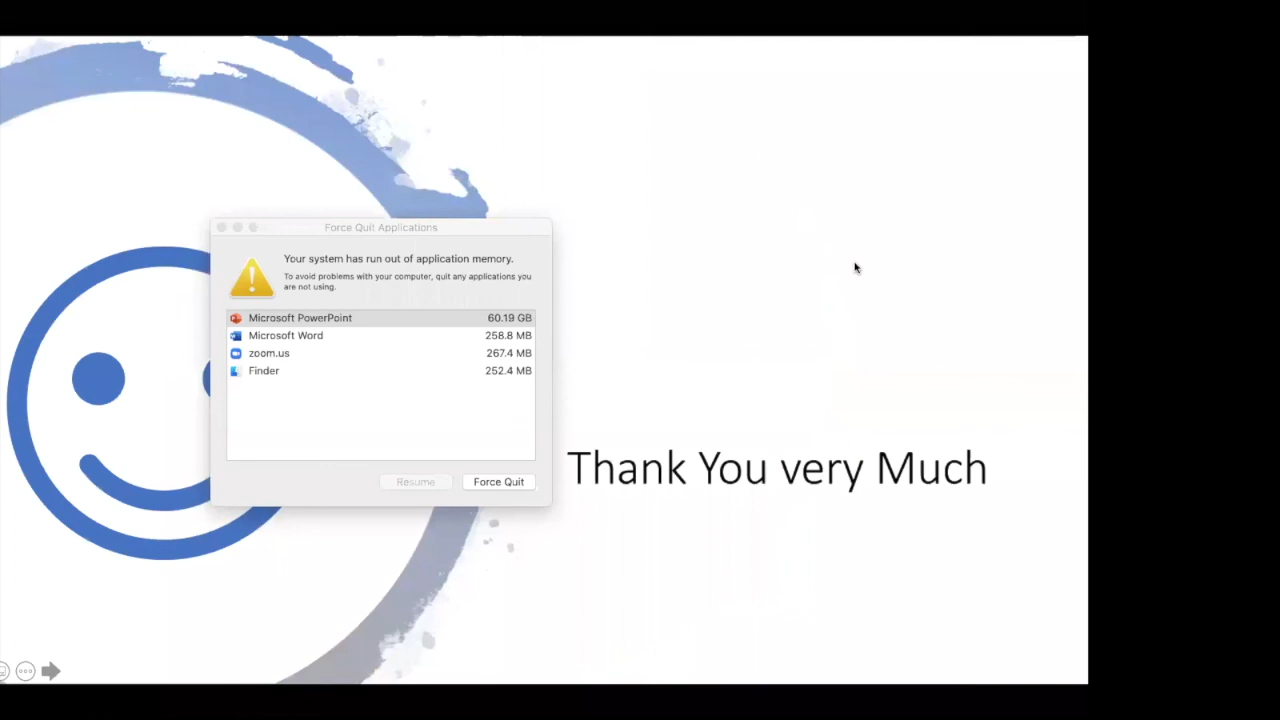 Force Quit Applications
Your system has run out of application memory.
To avoid problems with your computer, quit any applications you
are not using.
Microsoft PowerPoint 60.19 GB
Microsoft Word 258.8 MB
zoom.us 267.4 MB
Finder 252.4 MB
Resume Force Quit
Thank You very Much